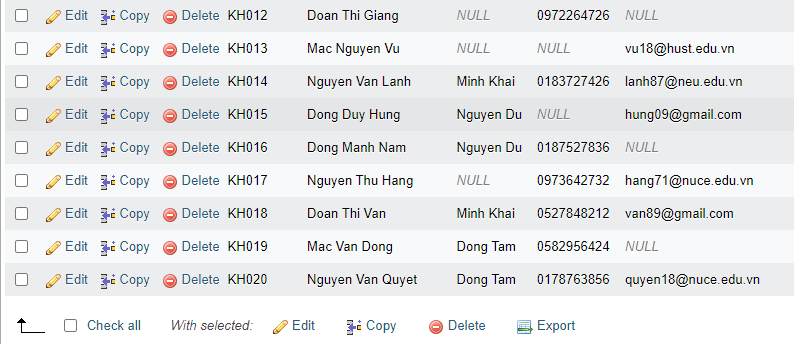 Edit Copy Delete KH012 Doan Thi Giang NULL 0972264726 NULL
Edit Copy Delete KH013 Mac Nguyen Vu NULL NULL vu18@hust.edu.vn
Edit Copy Delete KH014 Nguyen Van Lanh Minh Khai 0183727426 lanh87@neu.edu.vn
Edit Copy Delete KH015 Dong Duy Hung Nguyen Du NULL hung09@gmail.com
Edit Copy Delete KH016 Dong Manh Nam Nguyen Du 0187527836 NULL
Edit Copy Delete KH017 Nguyen Thu Hang NULL 0973642732 hang71@nuce.edu.vn
Edit Copy Delete KH018 Doan Thi Van Minh Khai 0527848212 van89@gmail.com
Edit Copy Delete KH019 Mac Van Dong Dong Tam 0582956424 NULL
Edit Copy Delete KH020 Nguyen Van Quyet Dong Tam 0178763856 quyen18@nuce.edu.vn
Check all With selected: Edit Copy Delete Export